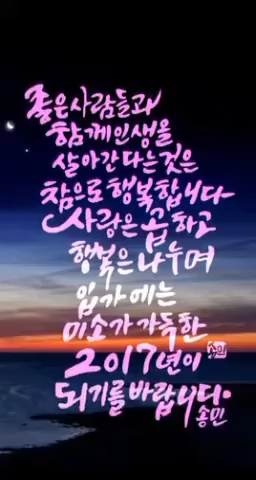 좋은사람들과
함께인생을
살아간다는것은
참으로행복합니다
사랑은곱하고
행복은나누며
입가에는
미소가가득한
2017년이
되기를바랍니다.
송민
송민